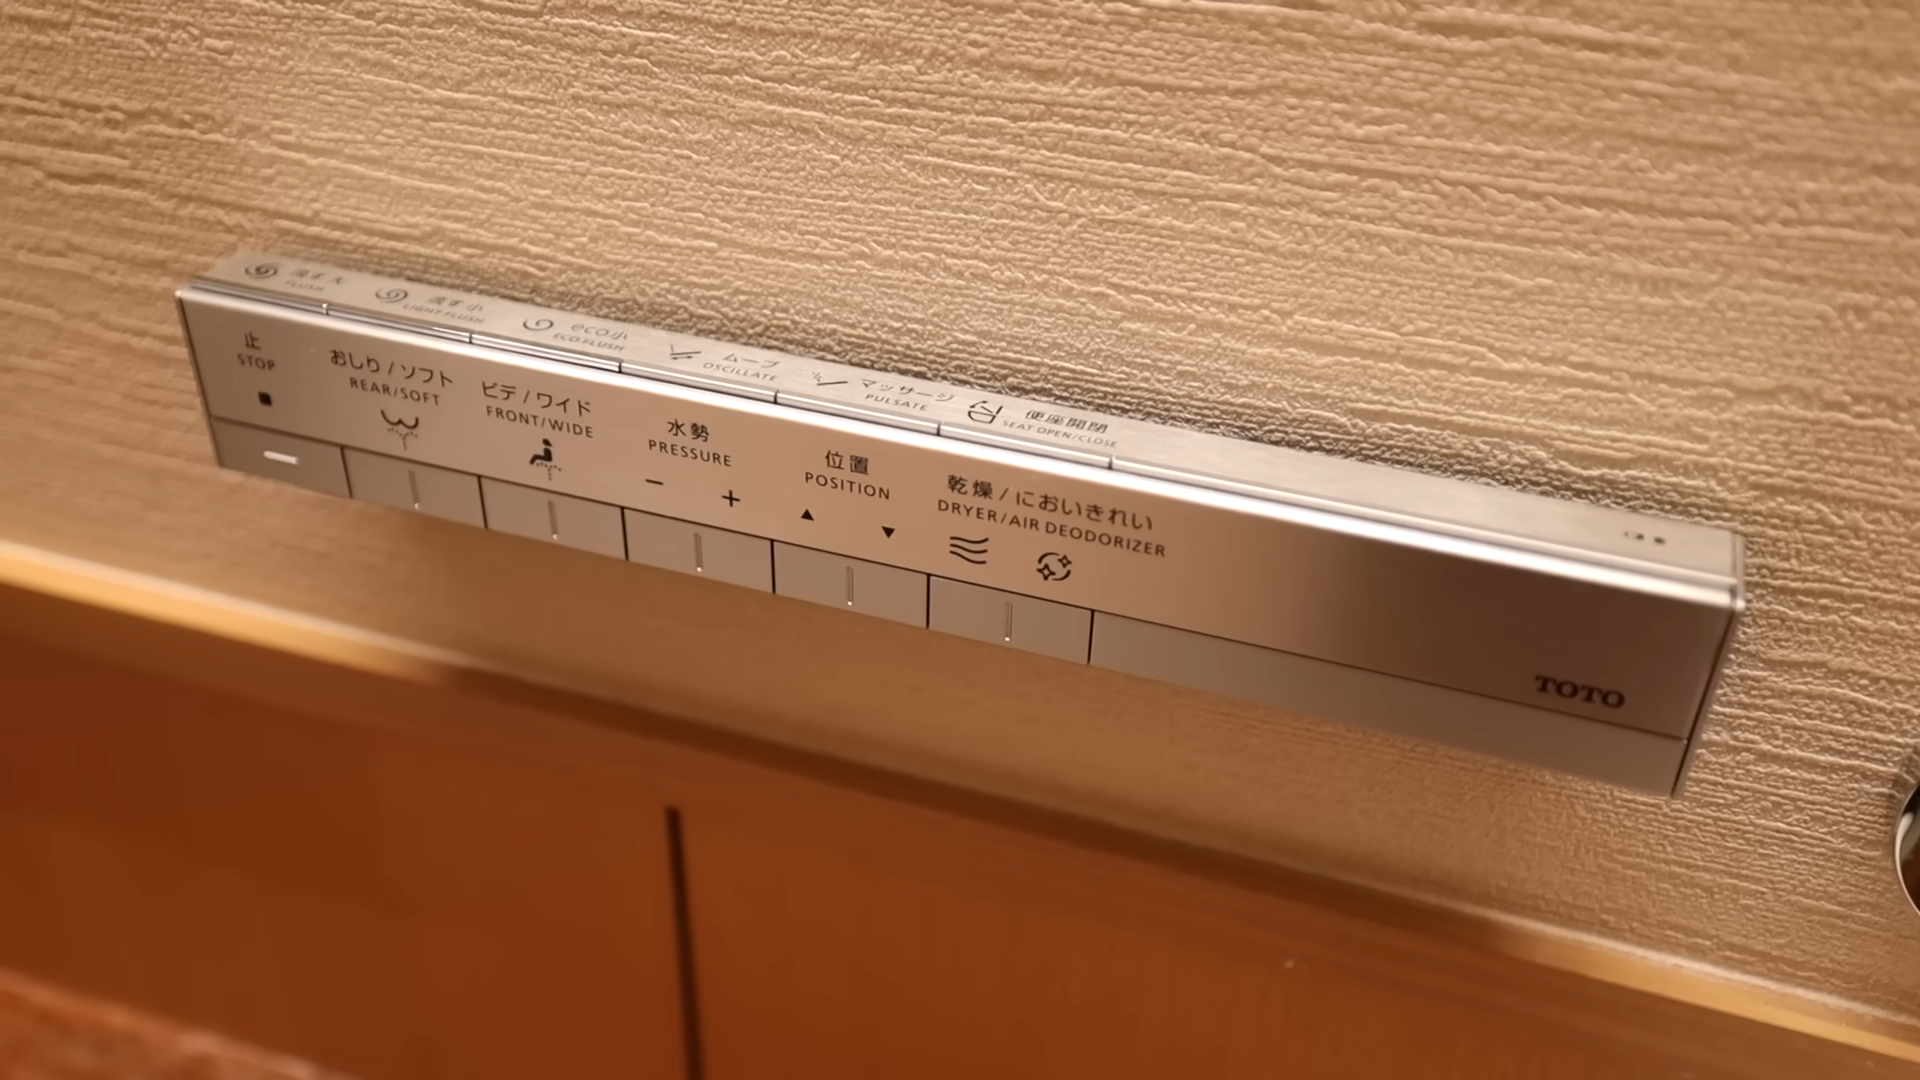 流す 大
FLUSH
流す 小
LIGHT FLUSH
eco小
ECO FLUSH
ムーブ
OSCILLATE
マッサージ
PULSATE
便座開閉
SEAT OPEN/CLOSE
止
STOP
おしり / ソフト
REAR/SOFT
ビデ / ワイド
FRONT/WIDE
水勢
PRESSURE
− +
位置
POSITION
▲ ▼
乾燥 / においきれい
DRYER/AIR DEODORIZER
TOTO